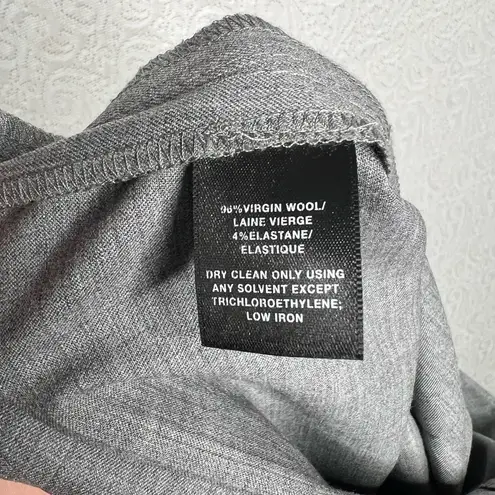 96%VIRGIN WOOL/
LAINE VIERGE
4%ELASTANE/
ELASTIQUE
DRY CLEAN ONLY USING
ANY SOLVENT EXCEPT
TRICHLOROETHYLENE;
LOW IRON